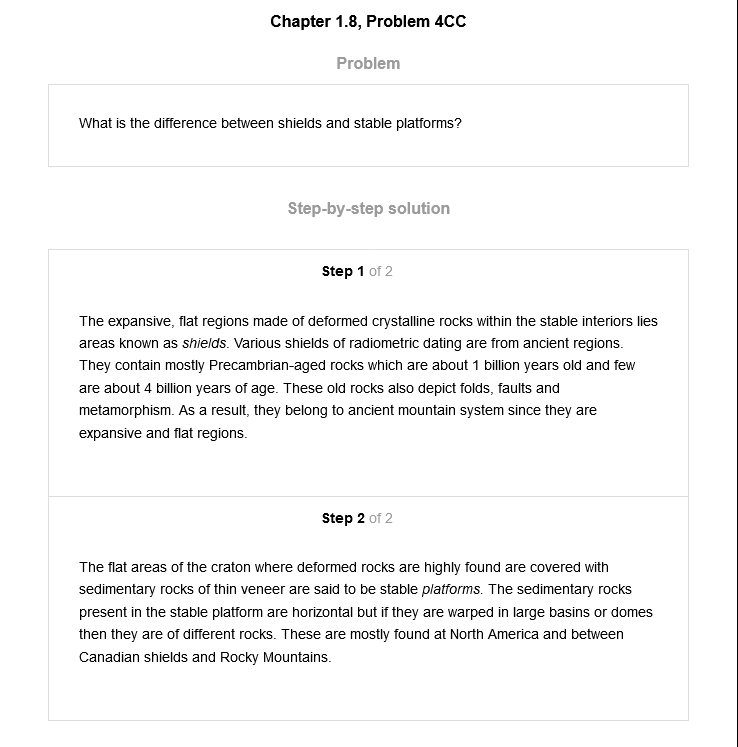 Chapter 1.8, Problem 4CC
Problem
What is the difference between shields and stable platforms?
Step-by-step solution
Step 1 of 2
The expansive, flat regions made of deformed crystalline rocks within the stable interiors lies
areas known as shields. Various shields of radiometric dating are from ancient regions.
They contain mostly Precambrian-aged rocks which are about 1 billion years old and few
are about 4 billion years of age. These old rocks also depict folds, faults and
metamorphism. As a result, they belong to ancient mountain system since they are
expansive and flat regions.
Step 2 of 2
The flat areas of the craton where deformed rocks are highly found are covered with
sedimentary rocks of thin veneer are said to be stable platforms. The sedimentary rocks
present in the stable platform are horizontal but if they are warped in large basins or domes
then they are of different rocks. These are mostly found at North America and between
Canadian shields and Rocky Mountains.